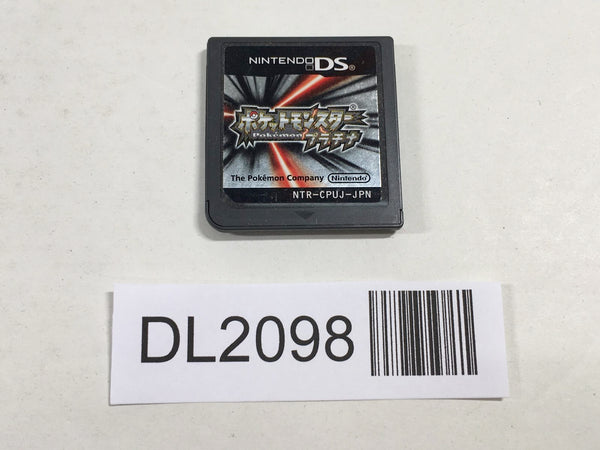 NINTENDO DS®
ポケットモンスター®
Pokémon プラチナ
The Pokémon Company Nintendo
NTR-CPUJ-JPN
DL2098